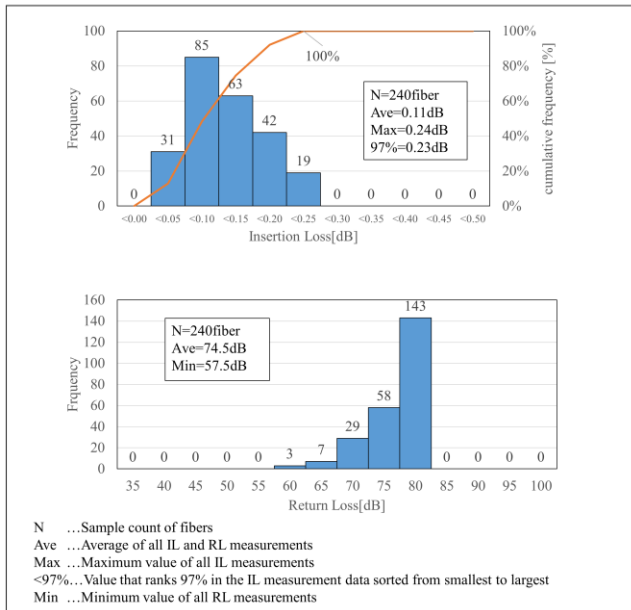 100
80
60
40
20
0
Frequency
0
31
85
63
42
19
0
0
0
0
0
100%
N=240fiber
Ave=0.11dB
Max=0.24dB
97%=0.23dB
100%
80%
60%
40%
20%
0%
cumulative frequency [%]
<0.00 <0.05 <0.10 <0.15 <0.20 <0.25 <0.30 <0.35 <0.40 <0.45 <0.50
Insertion Loss[dB]
160
140
120
100
80
60
40
20
0
Frquency
N=240fiber
Ave=74.5dB
Min=57.5dB
0 0 0 0 0 3 7 29 58 143 0 0 0 0
35 40 45 50 55 60 65 70 75 80 85 90 95 100
Return Loss[dB]
N …Sample count of fibers
Ave …Average of all IL and RL measurements
Max …Maximum value of all IL measurements
<97%…Value that ranks 97% in the IL measurement data sorted from smallest to largest
Min …Minimum value of all RL measurements